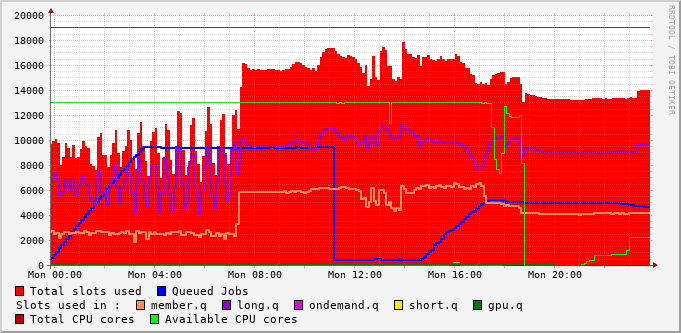 20000
18000
16000
14000
12000
10000
8000
6000
4000
2000
0
Mon 00:00 Mon 04:00 Mon 08:00 Mon 12:00 Mon 16:00 Mon 20:00
Total slots used Queued Jobs
Slots used in : member.q long.q ondemand.q short.q gpu.q
Total CPU cores Available CPU cores
RRDTOOL / TOBI OETIKER